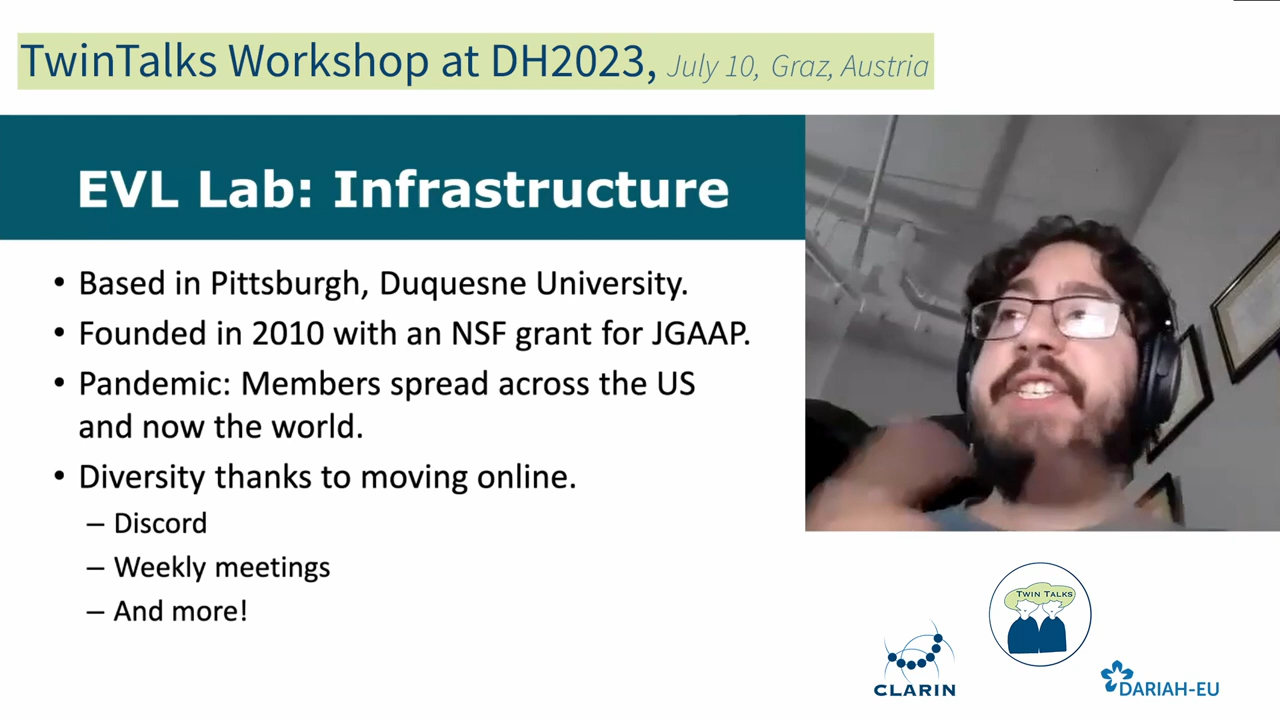 TwinTalks Workshop at DH2023, July 10, Graz, Austria
EVL Lab: Infrastructure
• Based in Pittsburgh, Duquesne University.
• Founded in 2010 with an NSF grant for JGAAP.
• Pandemic: Members spread across the US
and now the world.
• Diversity thanks to moving online.
– Discord
– Weekly meetings
– And more!
TWIN TALKS
CLARIN
DARIAH-EU